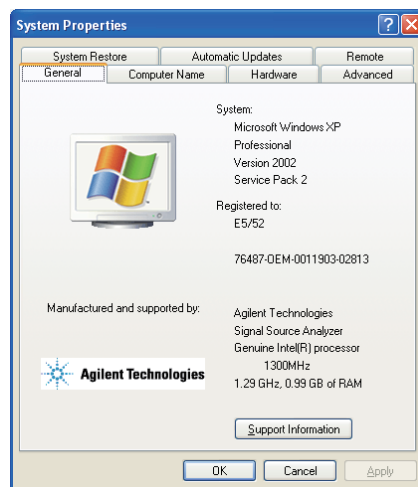 System Properties
System Restore Automatic Updates Remote
General Computer Name Hardware Advanced
System:
Microsoft Windows XP
Professional
Version 2002
Service Pack 2
Registered to:
E5/52
76487-OEM-0011903-02813
Manufactured and supported by:
Agilent Technologies
Agilent Technologies
Signal Source Analyzer
Genuine Intel(R) processor
1300MHz
1.29 GHz, 0.99 GB of RAM
Support Information
OK Cancel Apply